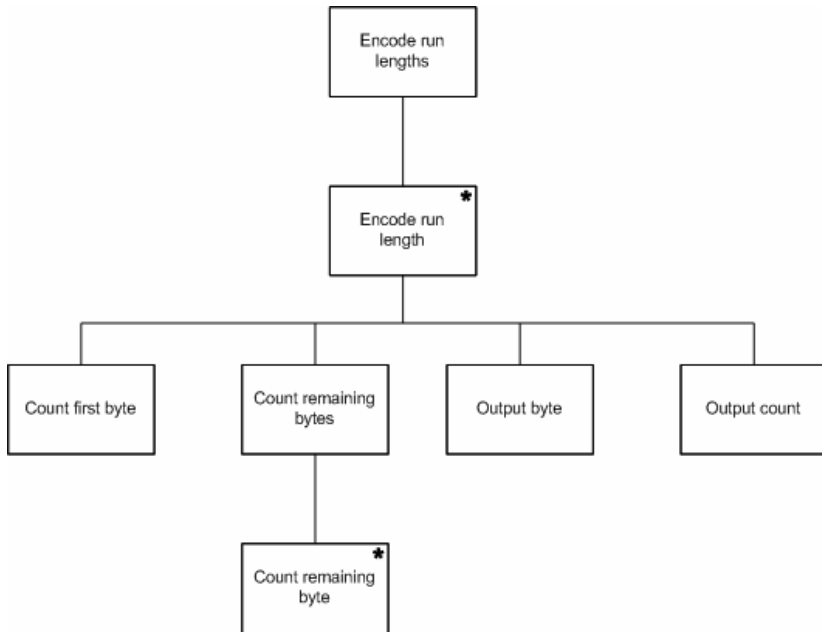 Encode run
lengths
*
Encode run
length
Count first byte
Count remaining
bytes
Output byte
Output count
*
Count remaining
byte